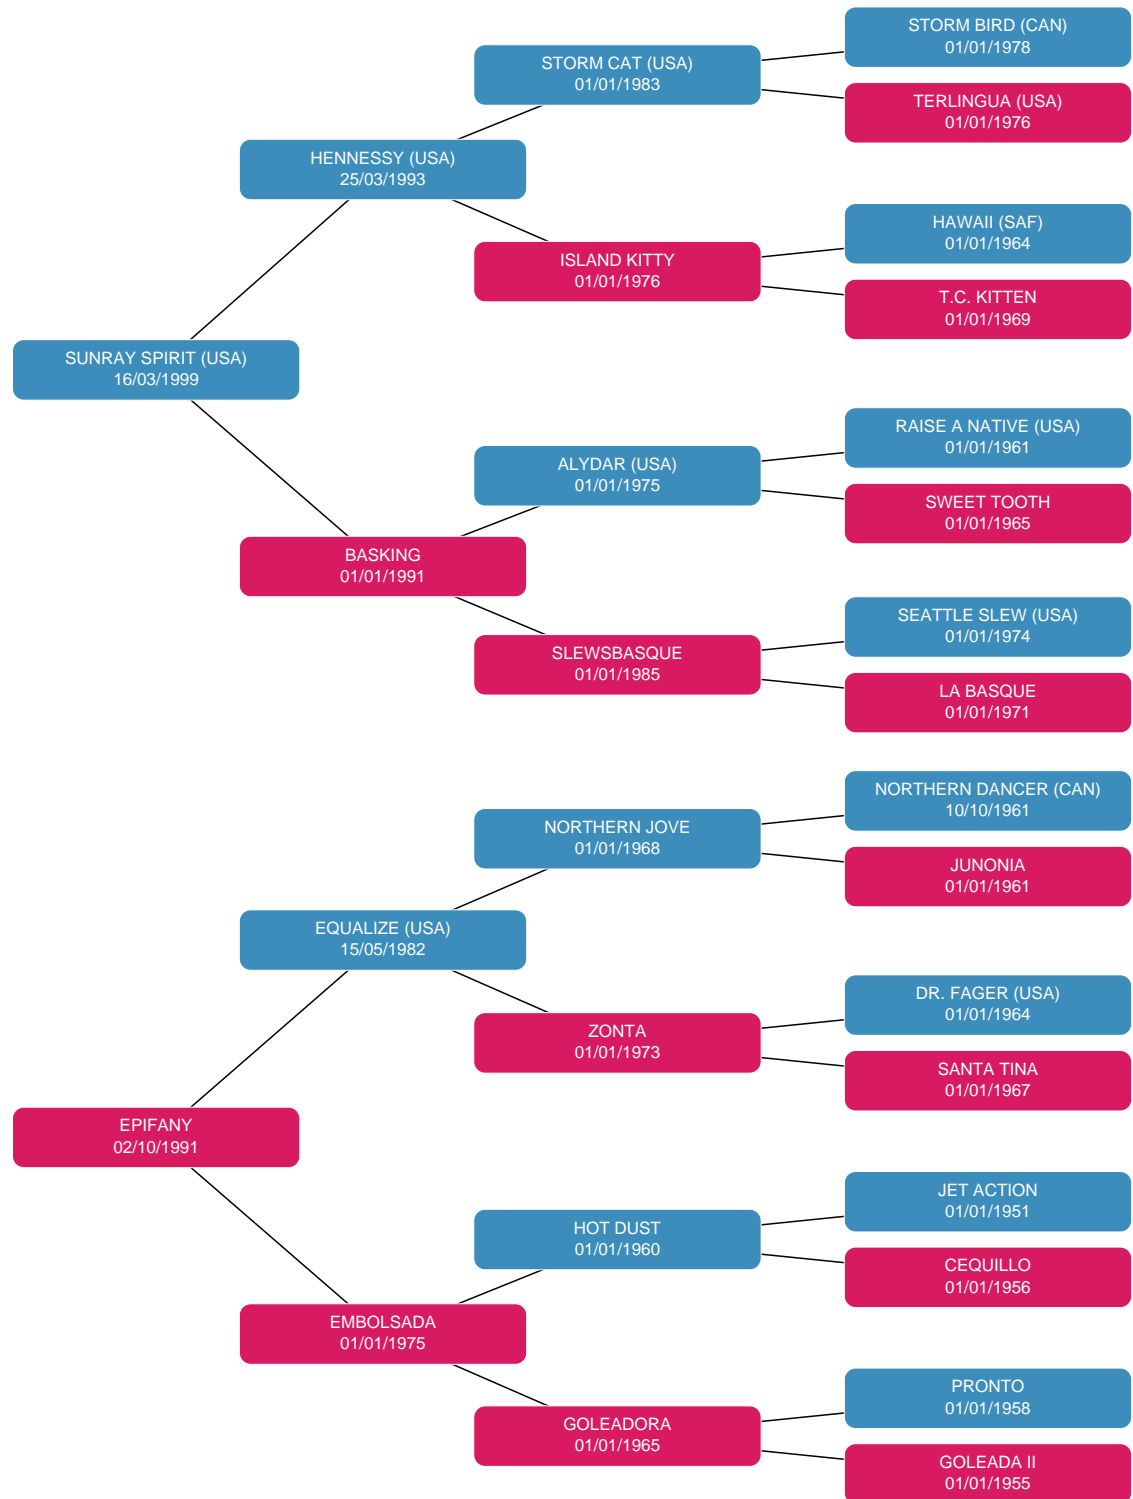 STORM BIRD (CAN)
01/01/1978
STORM CAT (USA)
01/01/1983
TERLINGUA (USA)
01/01/1976
HENNESSY (USA)
25/03/1993
HAWAII (SAF)
01/01/1964
ISLAND KITTY
01/01/1976
T.C. KITTEN
01/01/1969
SUNRAY SPIRIT (USA)
16/03/1999
RAISE A NATIVE (USA)
01/01/1961
ALYDAR (USA)
01/01/1975
SWEET TOOTH
01/01/1965
BASKING
01/01/1991
SEATTLE SLEW (USA)
01/01/1974
SLEWSBASQUE
01/01/1985
LA BASQUE
01/01/1971
NORTHERN DANCER (CAN)
10/10/1961
NORTHERN JOVE
01/01/1968
JUNONIA
01/01/1961
EQUALIZE (USA)
15/05/1982
DR. FAGER (USA)
01/01/1964
ZONTA
01/01/1973
SANTA TINA
01/01/1967
EPIFANY
02/10/1991
JET ACTION
01/01/1951
HOT DUST
01/01/1960
CEQUILLO
01/01/1956
EMBOLSADA
01/01/1975
PRONTO
01/01/1958
GOLEADORA
01/01/1965
GOLEADA II
01/01/1955